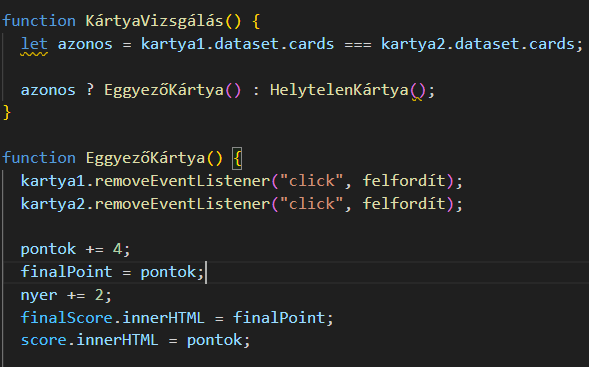 function KártyaVizsgálás() {
let azonos = kartya1.dataset.cards === kartya2.dataset.cards;
azonos ? EggyezőKártya() : HelytelenKártya();
}
function EggyezőKártya() {
kartya1.removeEventListener("click", felfordít);
kartya2.removeEventListener("click", felfordít);
pontok += 4;
finalPoint = pontok;
nyer += 2;
finalScore.innerHTML = finalPoint;
score.innerHTML = pontok;